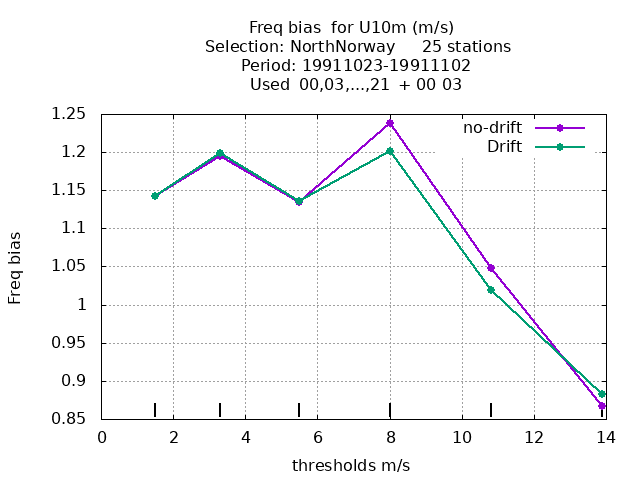 Freq bias  for U10m (m/s)
Selection: NorthNorway     25 stations
Period: 19911023-19911102
Used  00,03,...,21  + 00 03
no-drift
Drift
1.25
1.2
1.15
1.1
1.05
1
0.95
0.9
0.85
Freq bias
0 2 4 6 8 10 12 14
thresholds m/s